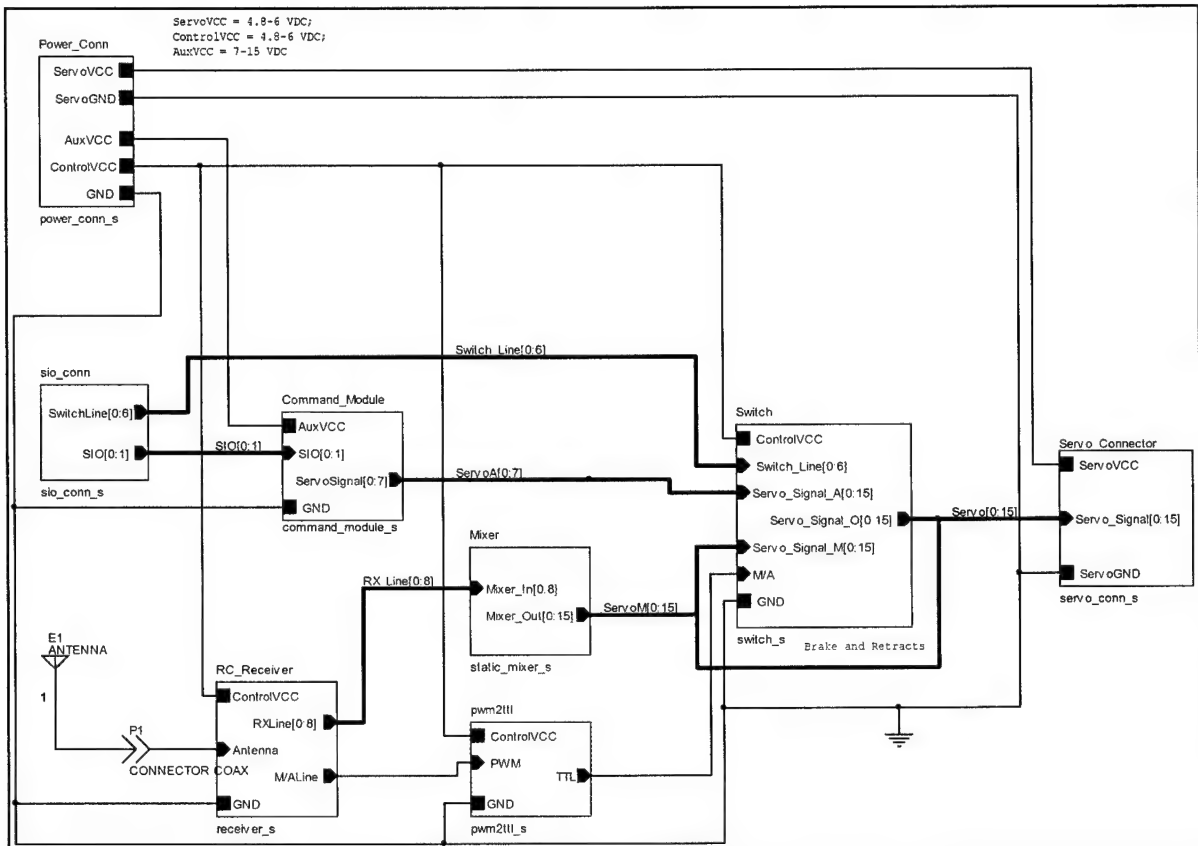 ServoVCC = 4.8-6 VDC;
ControlVCC = 4.8-6 VDC;
AuxVCC = 7-15 VDC
Power_Conn
ServoVCC
ServoGND
AuxVCC
ControlVCC
GND
power_conn_s
Switch_Line[0:6]
sio_conn
SwitchLine[0:6]
SIO[0:1]
sio_conn_s
SIO[0:1]
Command_Module
AuxVCC
SIO[0:1]
ServoSignal[0:7]
GND
command_module_s
ServoA[0:7]
Switch
ControlVCC
Switch_Line[0:6]
Servo_Signal_A[0:15]
Servo_Signal_O[0:15]
Servo_Signal_M[0:15]
M/A
GND
switch_s
Brake and Retracts
Servo[0:15]
Servo_Connector
ServoVCC
Servo_Signal[0:15]
ServoGND
servo_conn_s
Mixer
Mixer_In[0:8}
Mixer_Out[0:15]
static_mixer_s
RX_Line[0:8]
ServoM[0:15]
E1
ANTENNA
1
P1
CONNECTOR COAX
RC_Receiver
ControlVCC
RXLine[0:8]
Antenna
M/ALine
GND
receiver_s
pwm2ttl
ControlVCC
PWM
TTL
GND
pwm2ttl_s